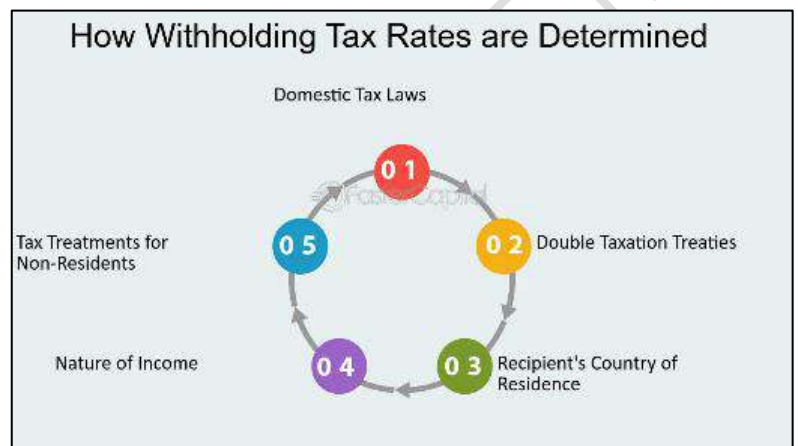 How Withholding Tax Rates are Determined
Domestic Tax Laws
0 1
FasterCapital
0 5
0 2
Tax Treatments for
Non-Residents
Double Taxation Treaties
Nature of Income
0 4
0 3
Recipient's Country of
Residence